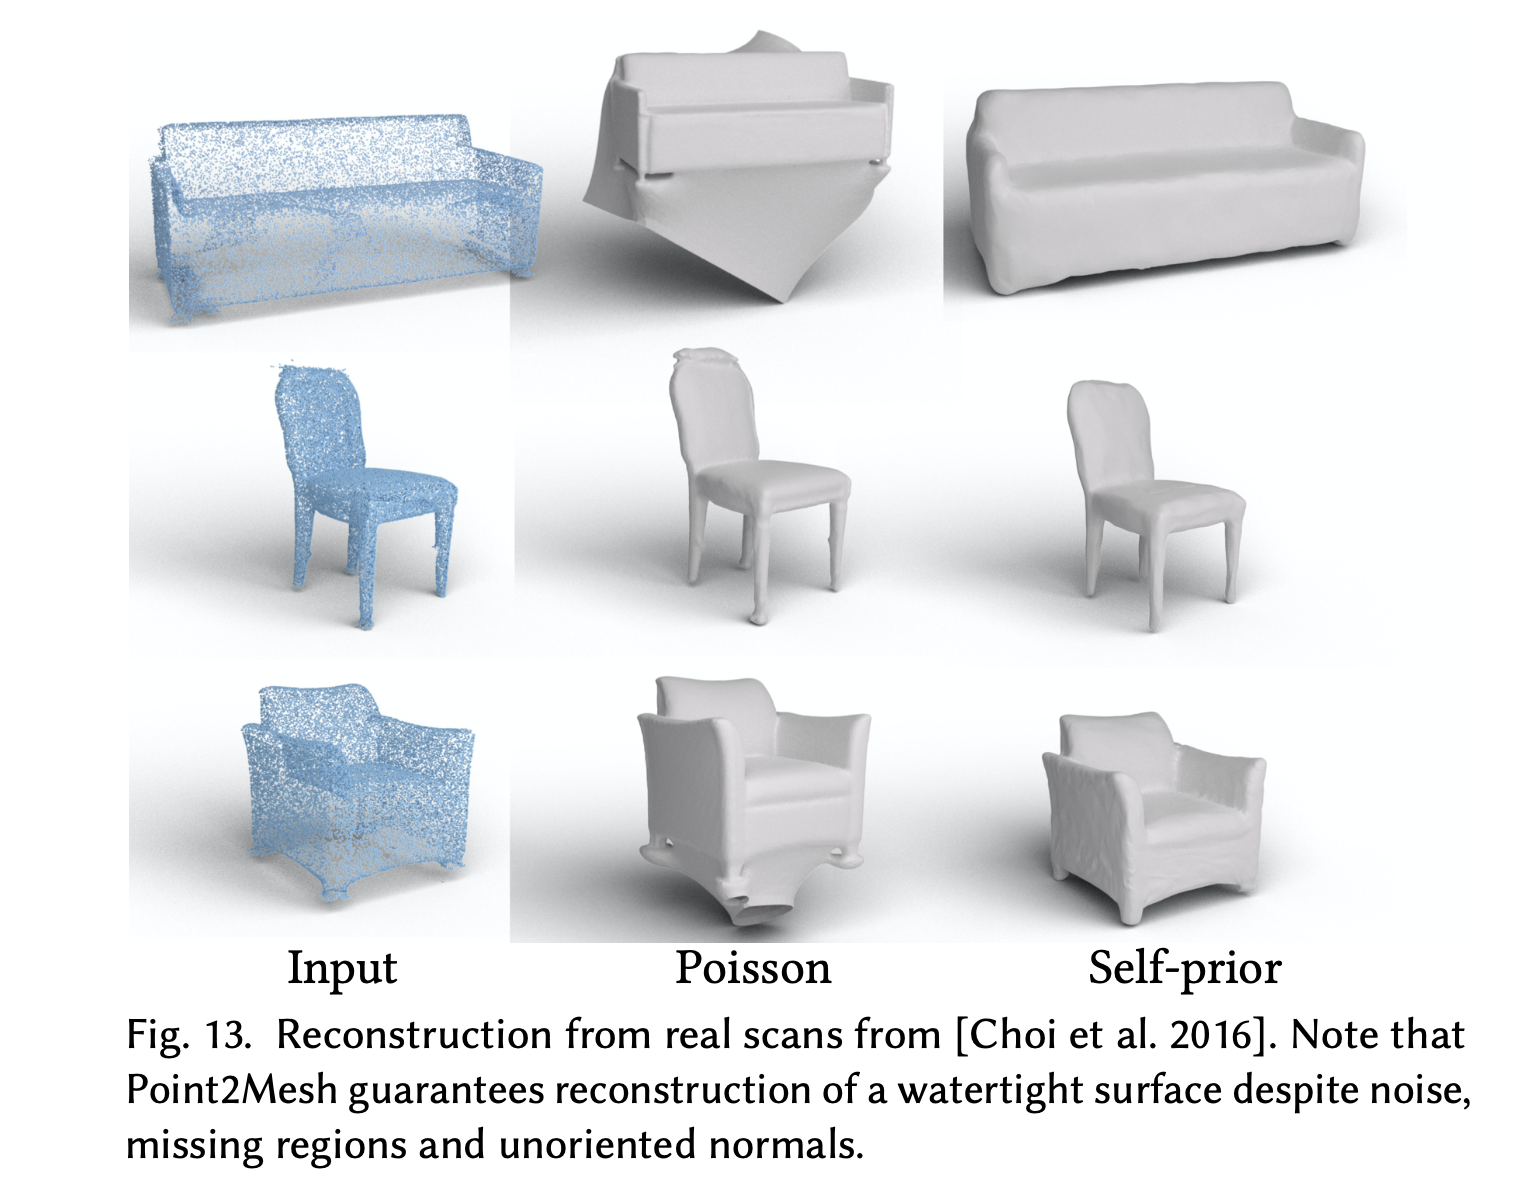 Input
Poisson
Self-prior
Fig. 13. Reconstruction from real scans from [Choi et al. 2016]. Note that
Point2Mesh guarantees reconstruction of a watertight surface despite noise,
missing regions and unoriented normals.